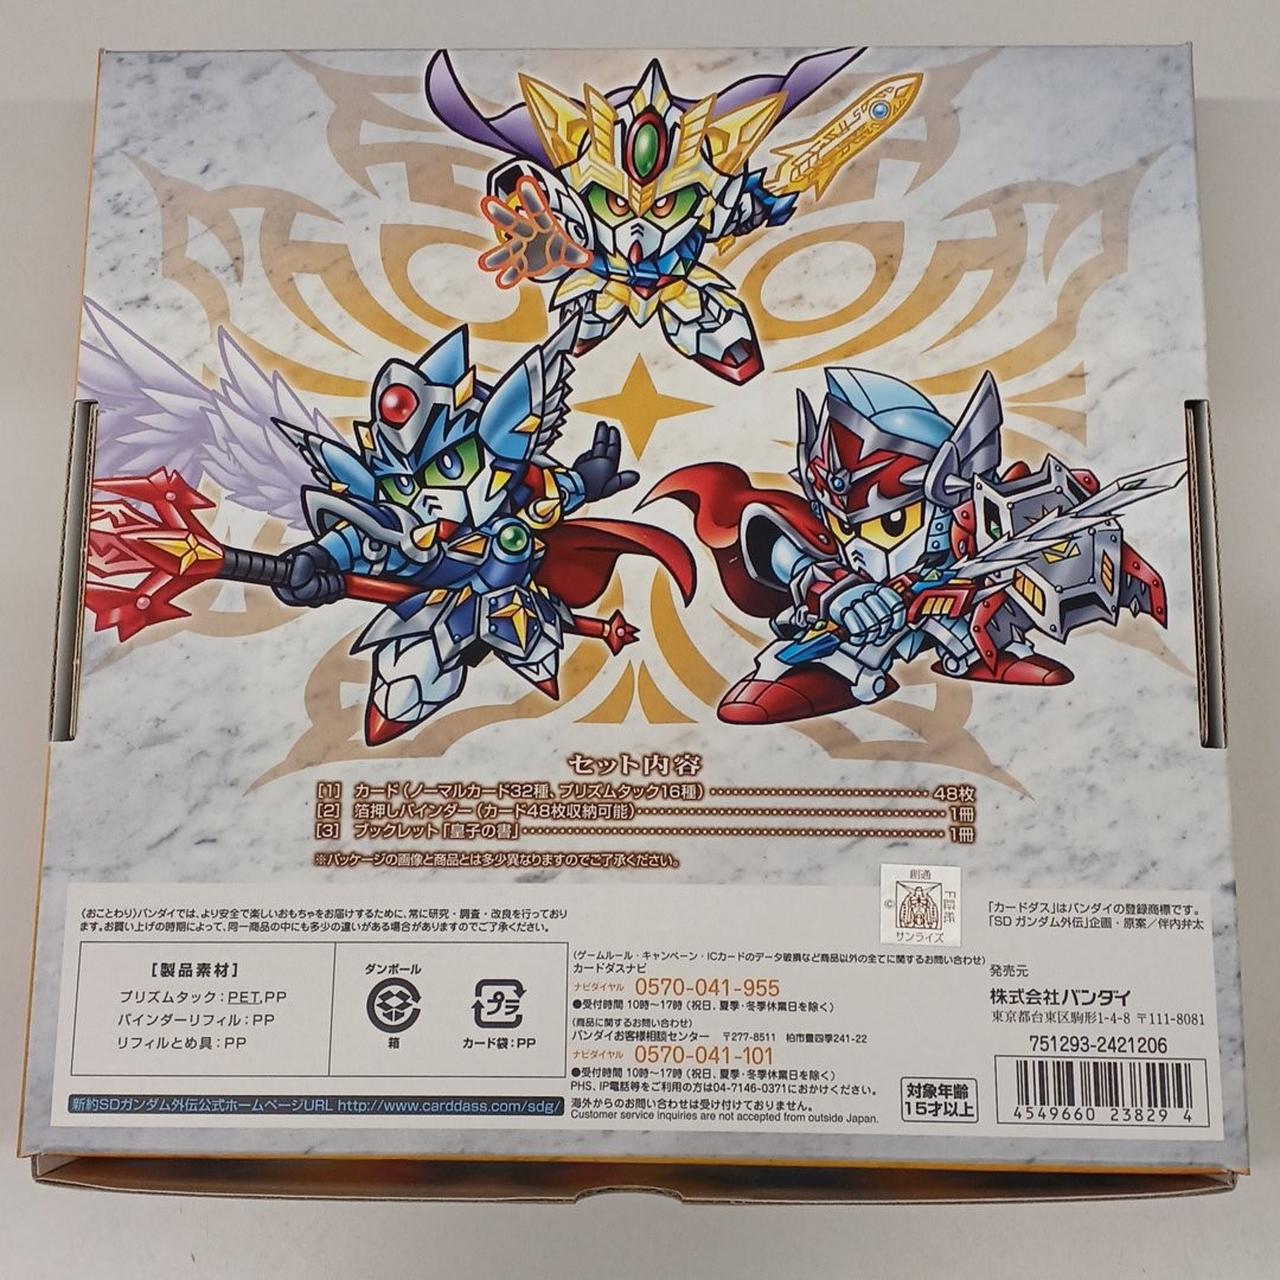 セット内容
[1] カード(ノーマルカード32種、プリズムタック16種)……48枚
[2] 箔押しバインダー(カード48枚収納可能)……1冊
[3] ブックレット「皇子の書」……1冊
※パッケージの画像と商品とは多少異なりますのでご了承ください。
〈おことわり〉バンダイでは、より安全で楽しいおもちゃをお届けするために、常に研究・調査・改良を行っております。
ます。お買い上げの時期によって、同一商品の中にも多少の違いがある場合がありますのでご了承ください。
[製品素材]
プリズムタック:PET,PP
バインダーリフィル:PP
リフィルとめ具:PP
ダンボール
箱
プラ
カード袋:PP
新約SDガンダム外伝公式ホームページURL http://www.carddass.com/sdg/
(ゲームルール・キャンペーン・ICカードのデータ破損など商品以外の全てに関するお問い合わせ)
カードダスナビ
ナビダイヤル 0570-041-955
●受付時間 10時~17時(祝日、夏季・冬季休業日を除く)
(商品に関するお問い合わせ)
バンダイお客様相談センター 〒277-8511 柏市豊四季241-22
ナビダイヤル 0570-041-101
●受付時間 10時~17時(祝日、夏季・冬季休業日を除く)
PHS、IP電話等をご利用の方は04-7146-0371におかけください。
海外からのお問い合わせは受け付けておりません。
Customer service inquiries are not accepted from outside Japan.
創通
©
サンライズ
「カードダス」はバンダイの登録商標です。
「SD ガンダム外伝」企画・原案/伴内弁太
発売元
株式会社バンダイ
東京都台東区駒形1-4-8 〒111-8081
751293-2421206
対象年齢
15才以上
4549660 23829 4